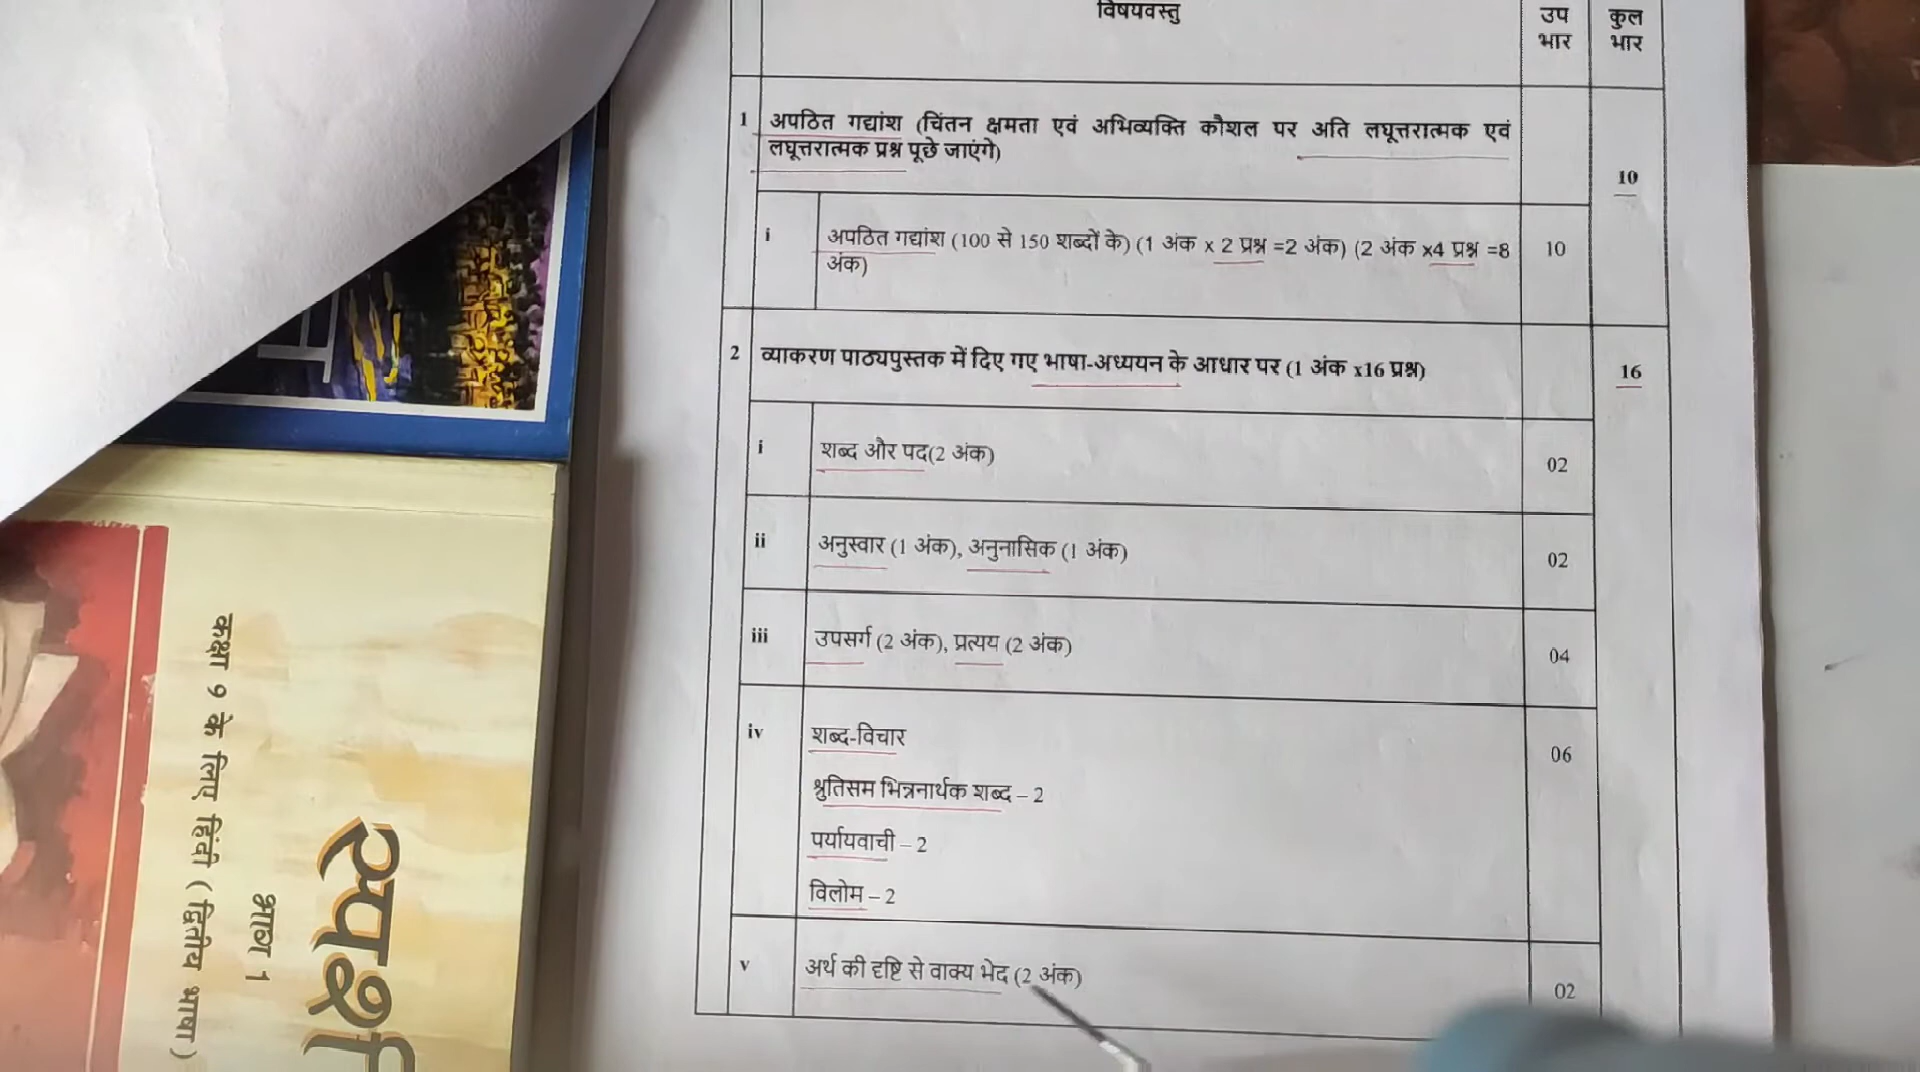 विषयवस्तु
उप
भार
कुल
भार
1 अपठित गद्यांश (चिंतन क्षमता एवं अभिव्यक्ति कौशल पर अति लघूत्तरात्मक एवं
लघूत्तरात्मक प्रश्न पूछे जाएंगे)
10
i अपठित गद्यांश (100 से 150 शब्दों के) (1 अंक x 2 प्रश्न =2 अंक) (2 अंक x4 प्रश्न =8
अंक)
10
2 व्याकरण पाठ्यपुस्तक में दिए गए भाषा-अध्ययन के आधार पर (1 अंक x16 प्रश्न)
16
i शब्द और पद(2 अंक) 02
ii अनुस्वार (1 अंक), अनुनासिक (1 अंक) 02
iii उपसर्ग (2 अंक), प्रत्यय (2 अंक) 04
iv शब्द-विचार 06
श्रुतिसम भिन्ननार्थक शब्द – 2
पर्यायवाची – 2
विलोम – 2
v अर्थ की दृष्टि से वाक्य भेद (2 अंक) 02
स्पर्श
भाग 1
कक्षा 9 के लिए हिंदी ( द्वितीय भाषा )